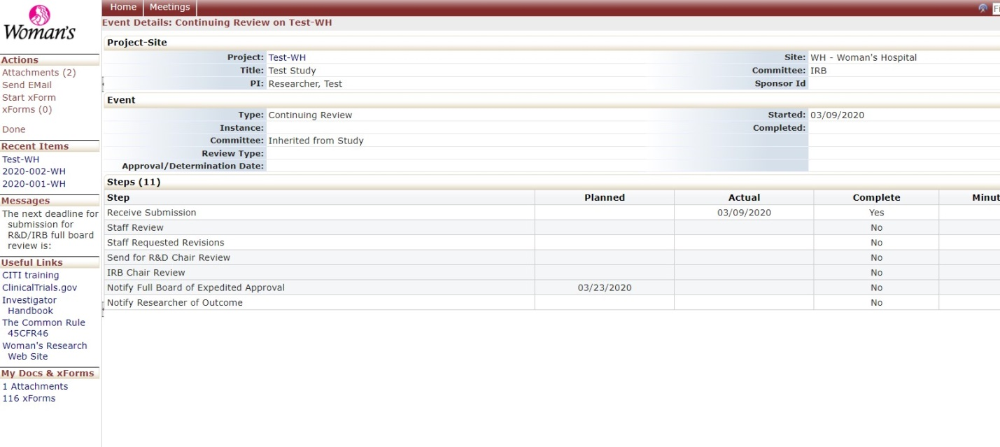 Woman's
Home Meetings
Event Details: Continuing Review on Test-WH
Actions
Attachments (2)
Send EMail
Start xForm
xForms (0)
Done
Recent Items
Test-WH
2020-002-WH
2020-001-WH
Messages
The next deadline for
submission for
R&D/IRB full board
review is:
Useful Links
CITI training
ClinicalTrials.gov
Investigator
Handbook
The Common Rule
45CFR46
Woman's Research
Web Site
My Docs & xForms
1 Attachments
116 xForms
Project-Site
Project: Test-WH Site: WH - Woman's Hospital
Title: Test Study Committee: IRB
PI: Researcher, Test Sponsor Id
Event
Type: Continuing Review Started: 03/09/2020
Instance: Completed:
Committee: Inherited from Study
Review Type:
Approval/Determination Date:
Steps (11)
Step Planned Actual Complete Minut
Receive Submission 03/09/2020 Yes
Staff Review No
Staff Requested Revisions No
Send for R&D Chair Review No
IRB Chair Review No
Notify Full Board of Expedited Approval 03/23/2020 No
Notify Researcher of Outcome No